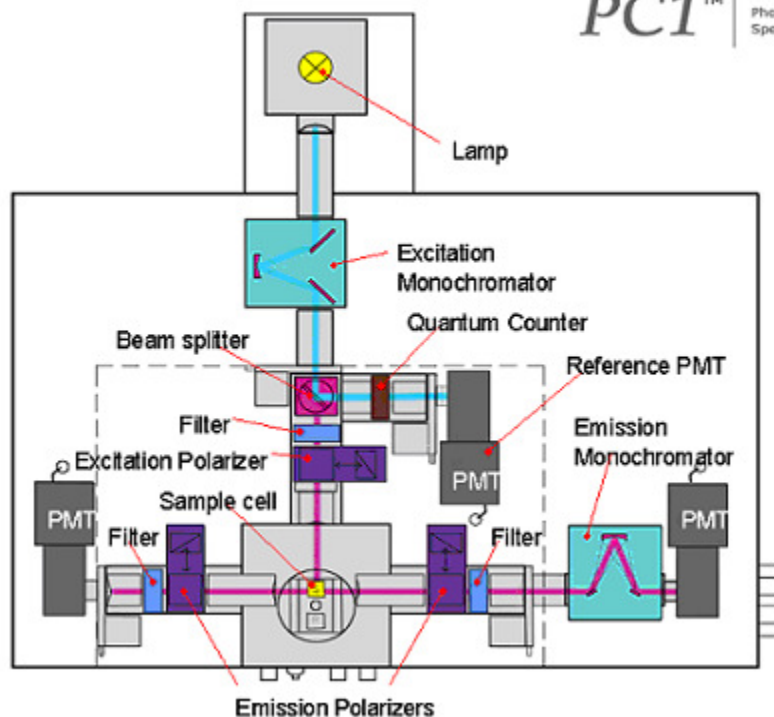 PCT™
Lamp
Excitation
Monochromator
Quantum Counter
Beam splitter
Reference PMT
Filter
Emission
Monochromator
Excitation Polarizer
Sample cell
PMT
PMT
PMT
Filter
Filter
Emission Polarizers